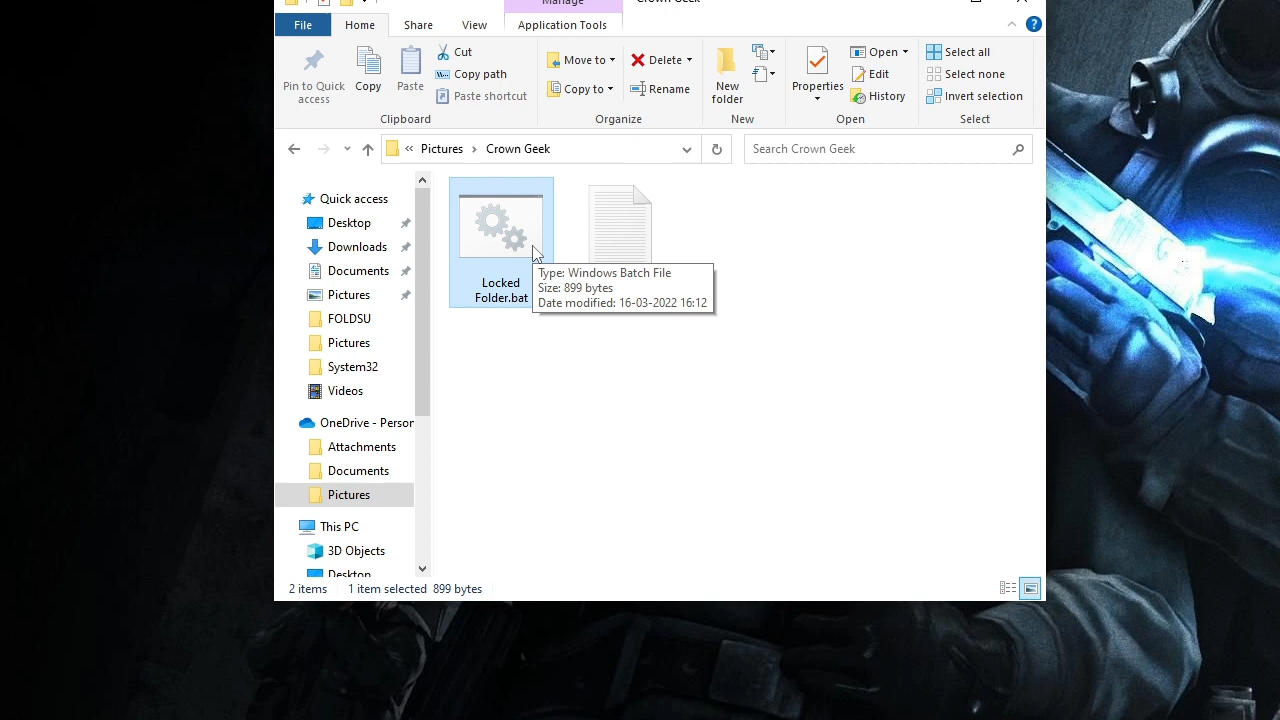 Manage
Crown Geek
File
Home
Share
View
Application Tools
Pin to Quick
access
Copy
Paste
Cut
Copy path
Paste shortcut
Clipboard
Move to
Copy to
Delete
Rename
Organize
New
folder
New
Properties
Open
Edit
History
Open
Select all
Select none
Invert selection
Select
Pictures
Crown Geek
Search Crown Geek
Quick access
Desktop
Downloads
Documents
Pictures
FOLDSU
Pictures
System32
Videos
OneDrive - Person
Attachments
Documents
Pictures
This PC
3D Objects
Desktop
Locked
Folder.bat
Type: Windows Batch File
Size: 899 bytes
Date modified: 16-03-2022 16:12
2 items
1 item selected
899 bytes